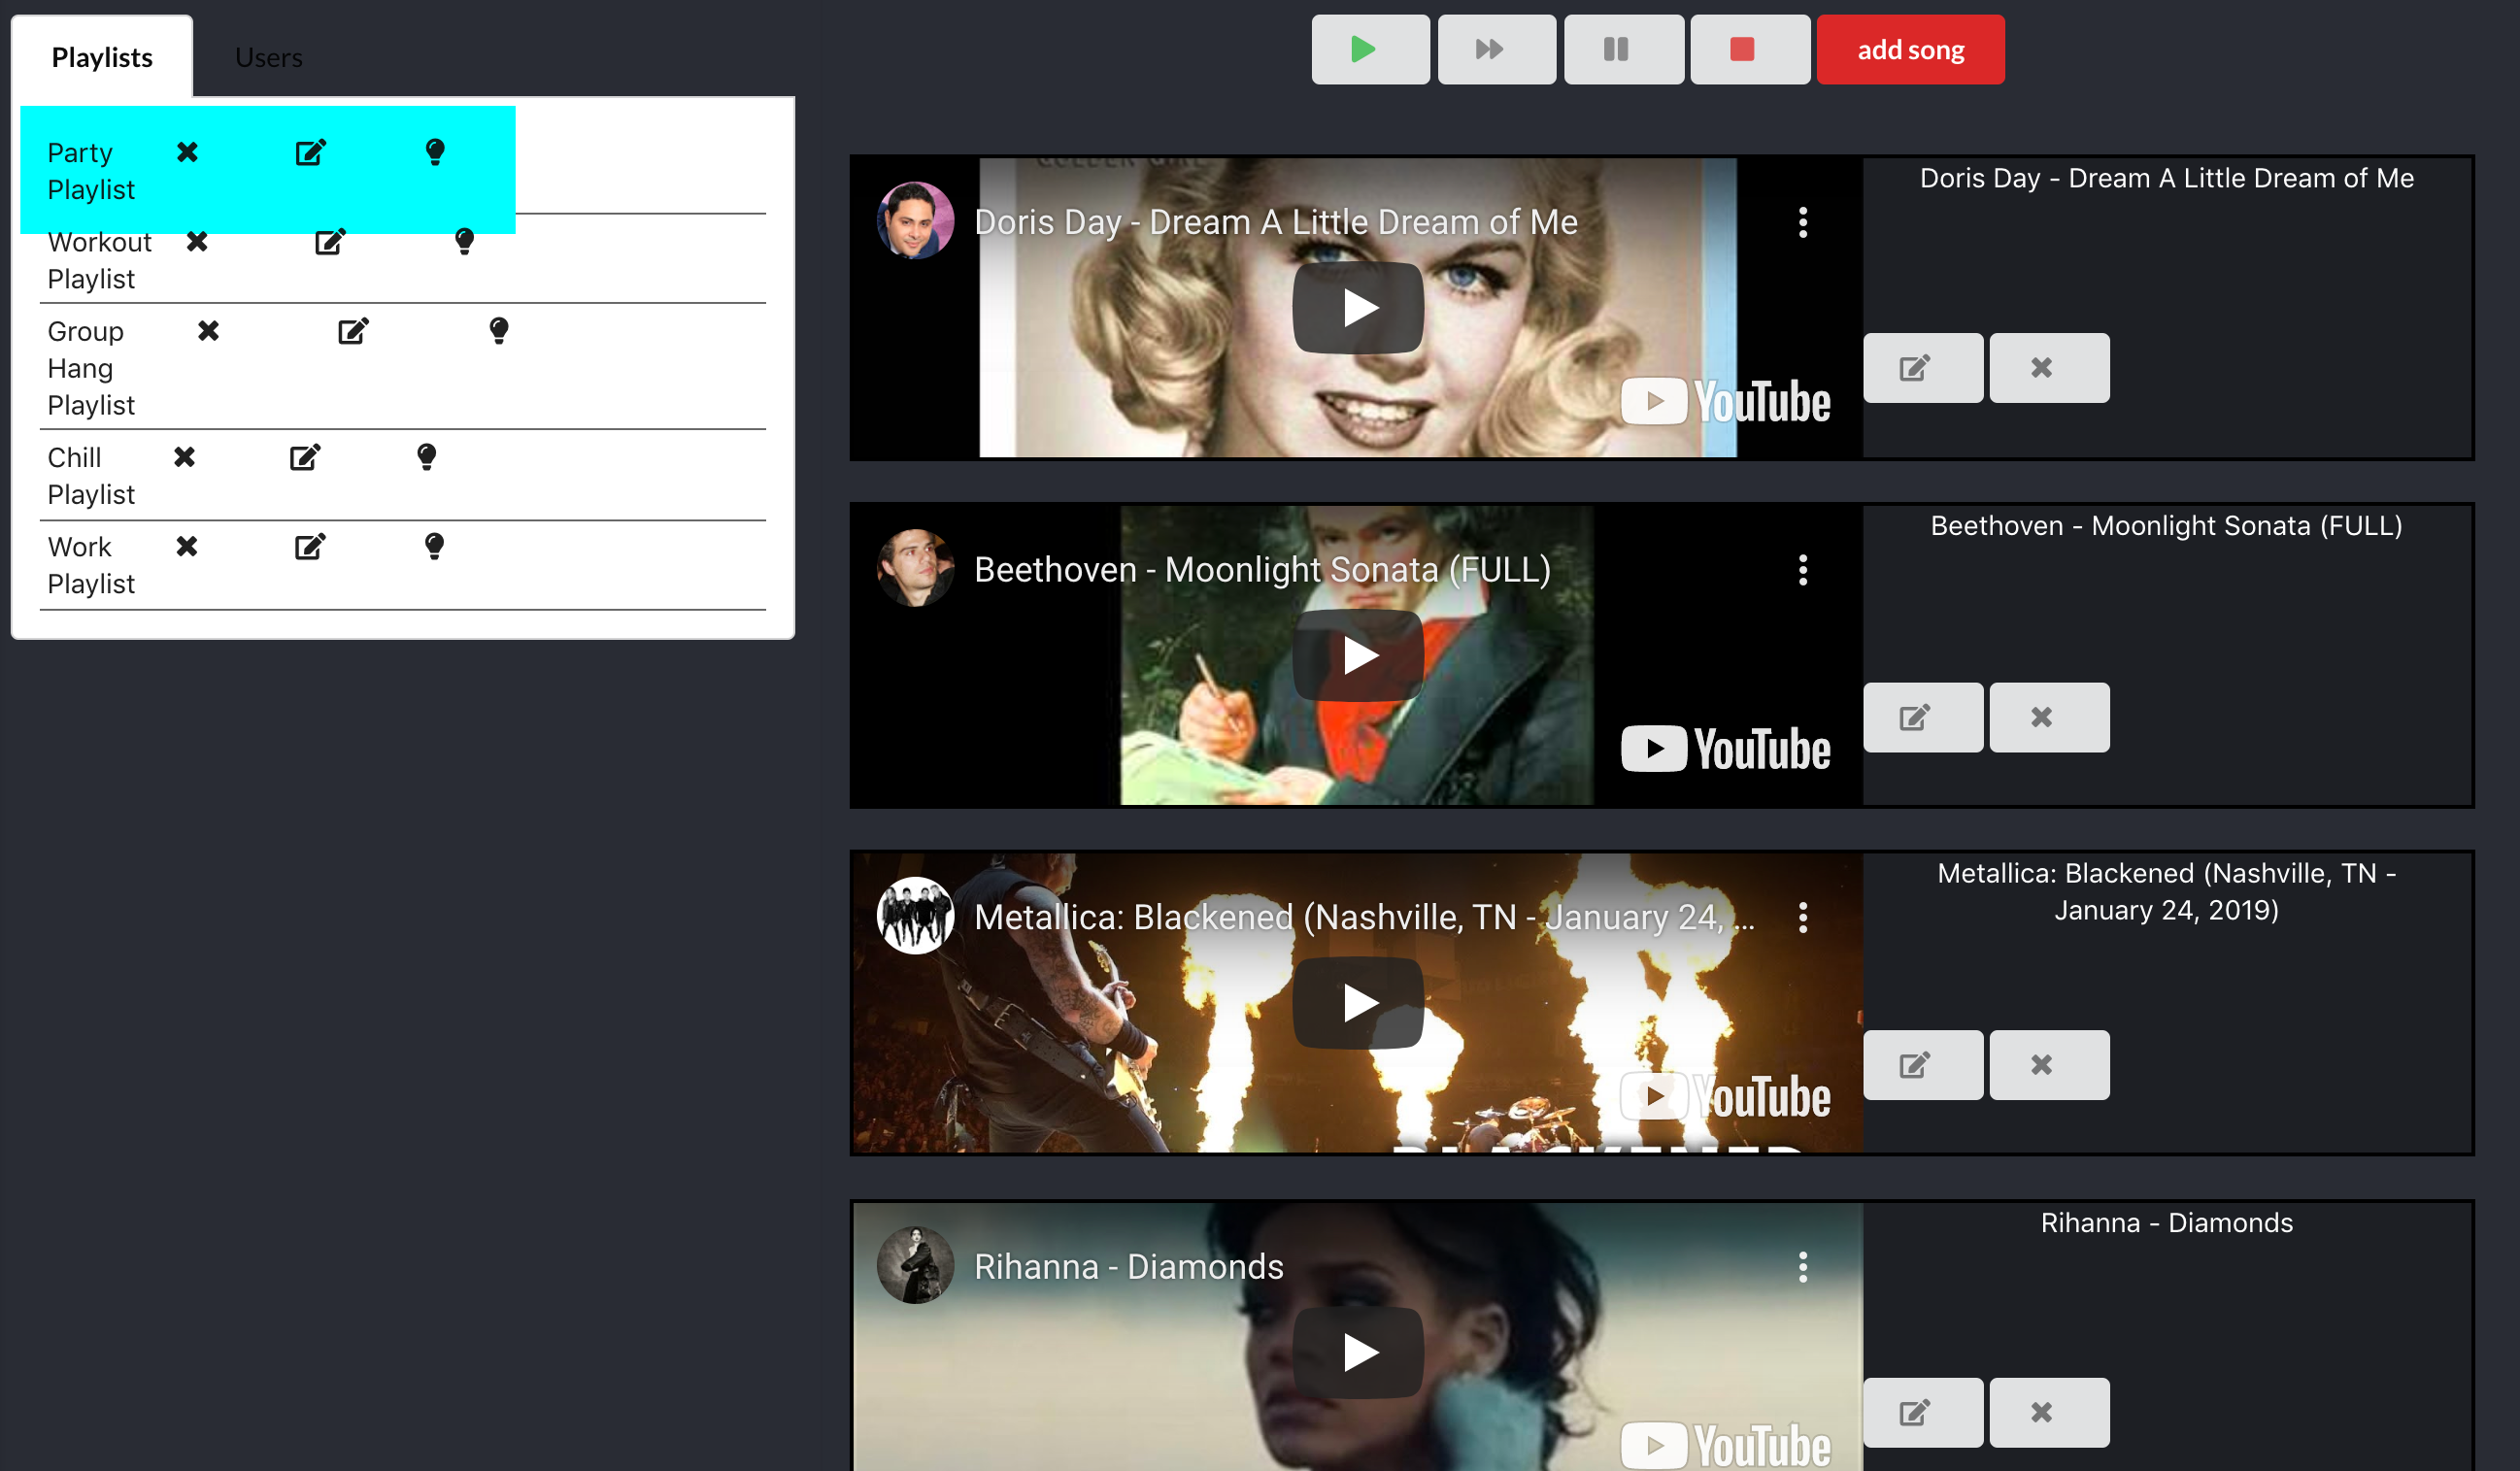 Playlists
Users
add song
Party
Playlist
Workout
Playlist
Group
Hang
Playlist
Chill
Playlist
Work
Playlist
Doris Day - Dream A Little Dream of Me
YouTube
Doris Day - Dream A Little Dream of Me
Beethoven - Moonlight Sonata (FULL)
YouTube
Beethoven - Moonlight Sonata (FULL)
Metallica: Blackened (Nashville, TN - January 24, ...
YouTube
Metallica: Blackened (Nashville, TN -
January 24, 2019)
Rihanna - Diamonds
YouTube
Rihanna - Diamonds